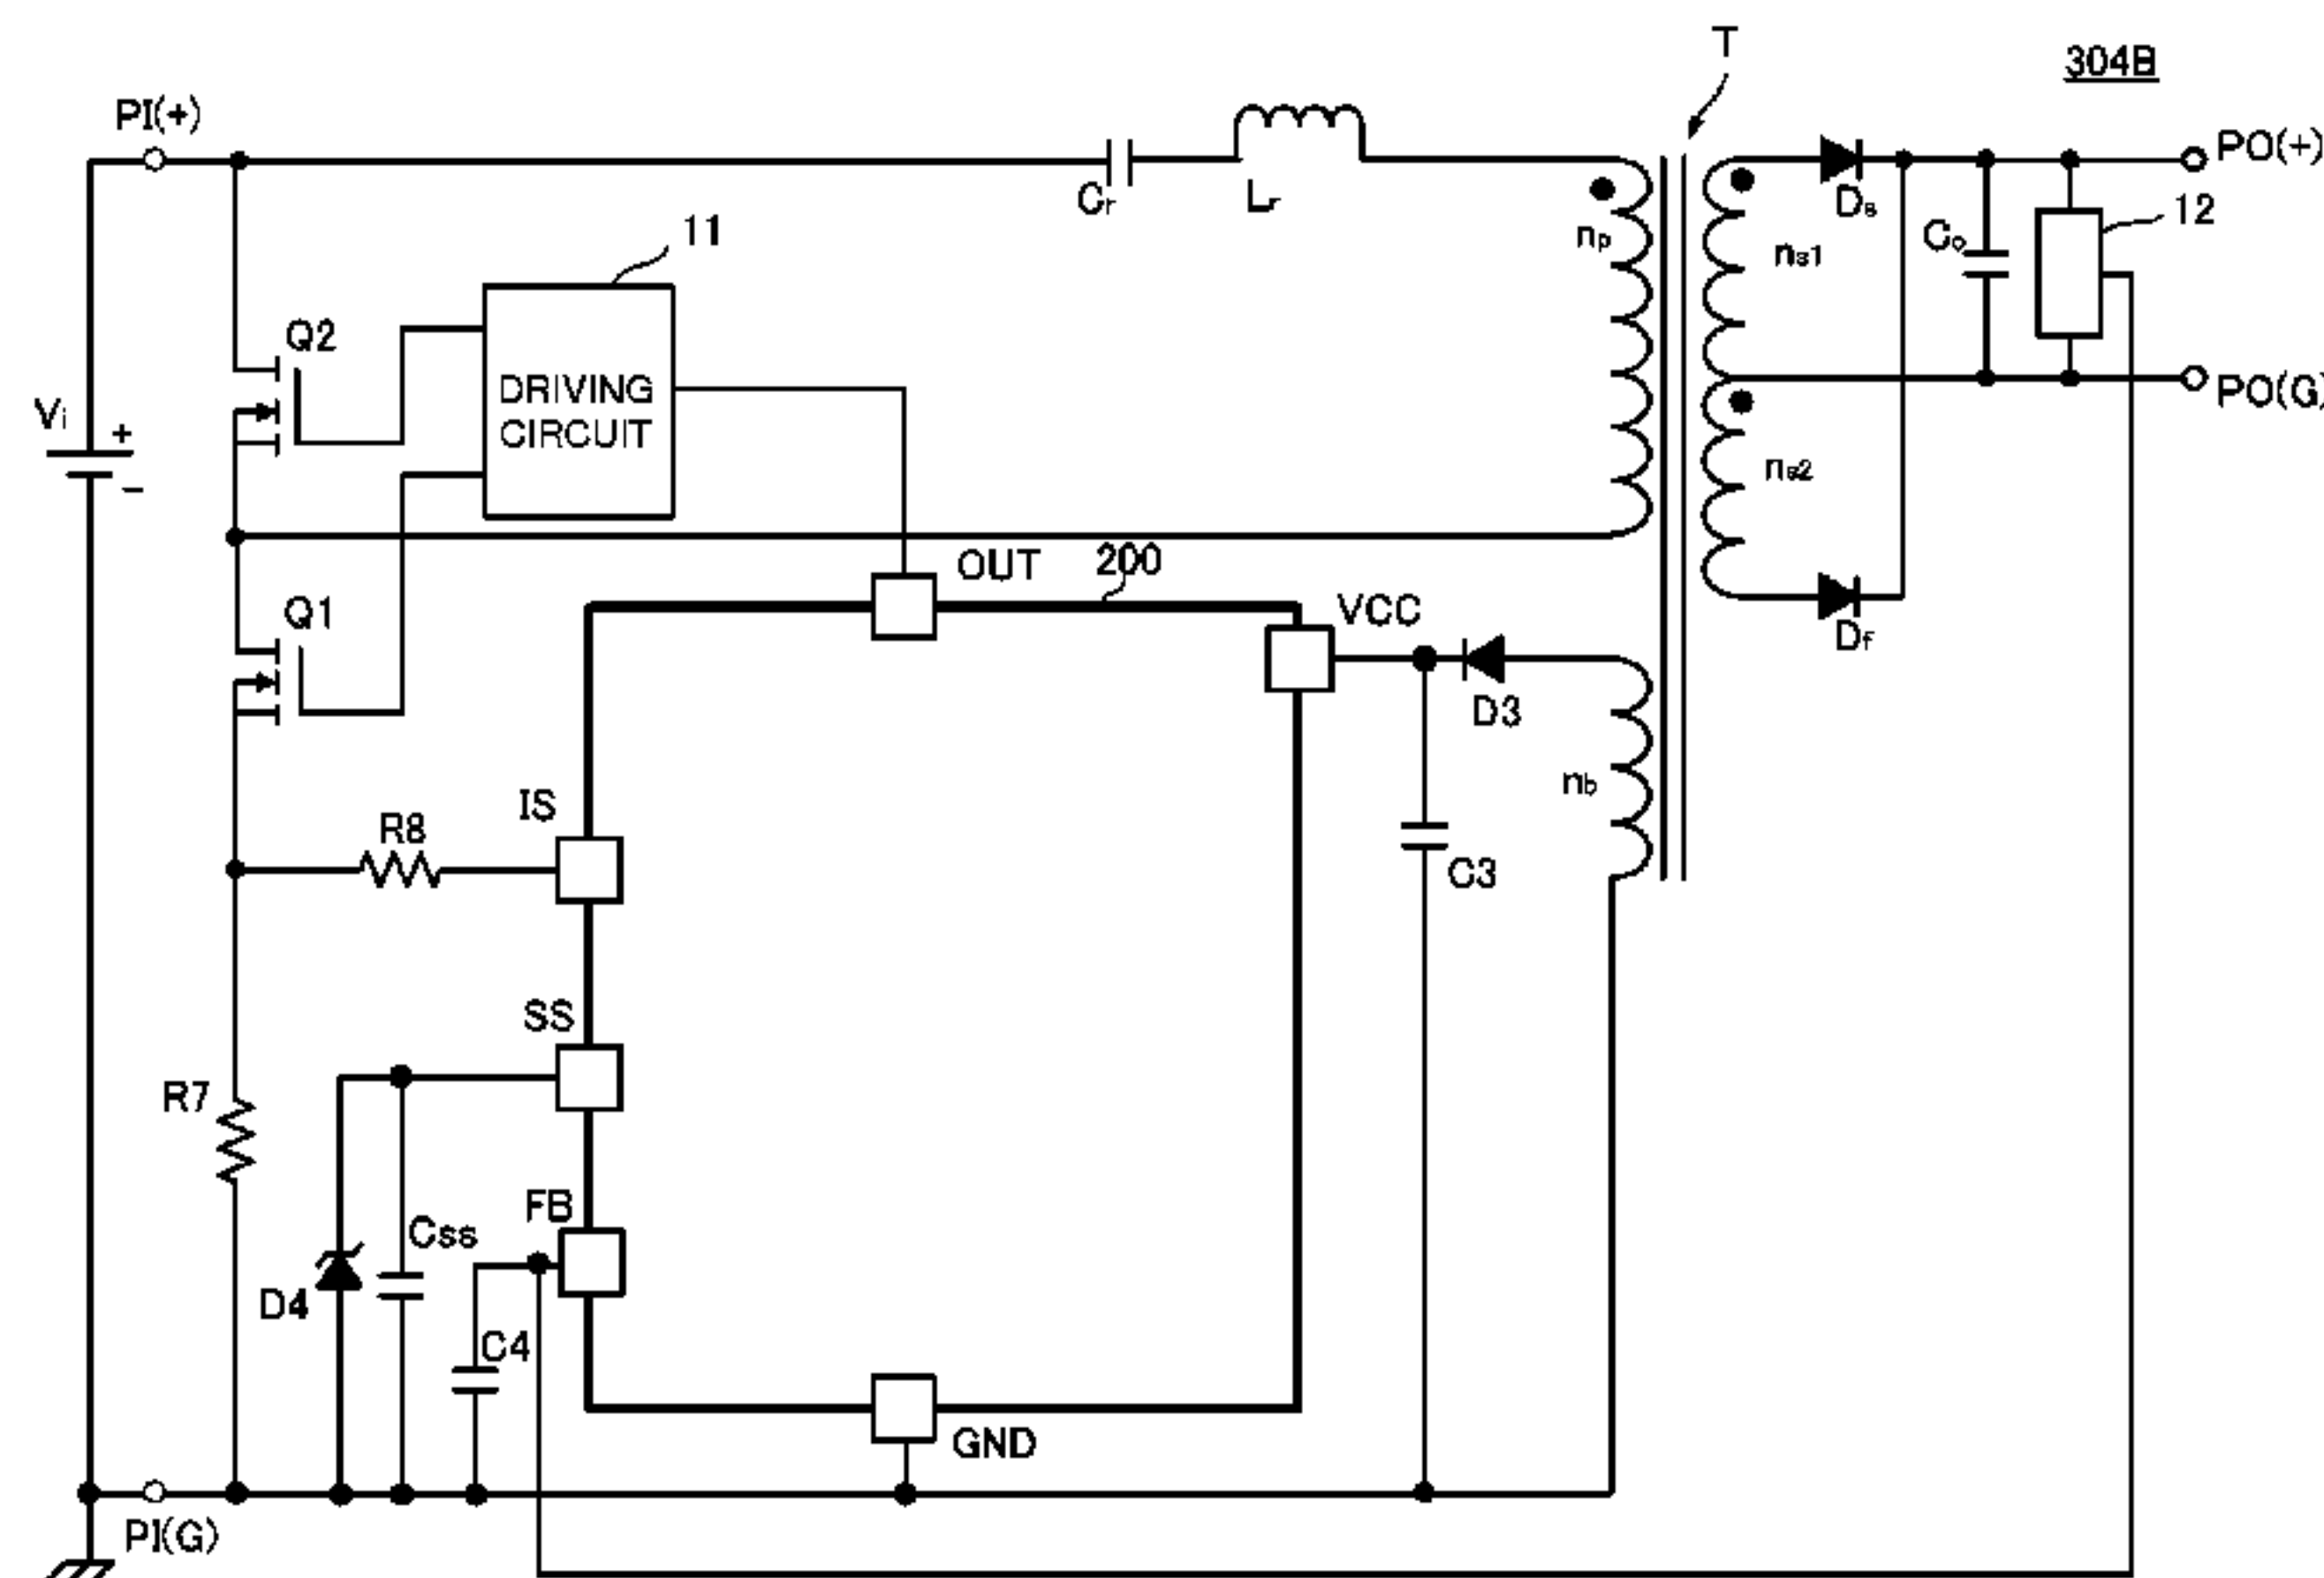 T
304B
PI(+)
PO(+)
Cr
Lr
Ds
12
11
np
ns1
Co
Q2
DRIVING
CIRCUIT
Vi
+
−
PO(G)
ns2
OUT
200
VCC
Q1
Df
D3
nb
IS
R8
C3
SS
R7
FB
Css
D4
C4
GND
PI(G)